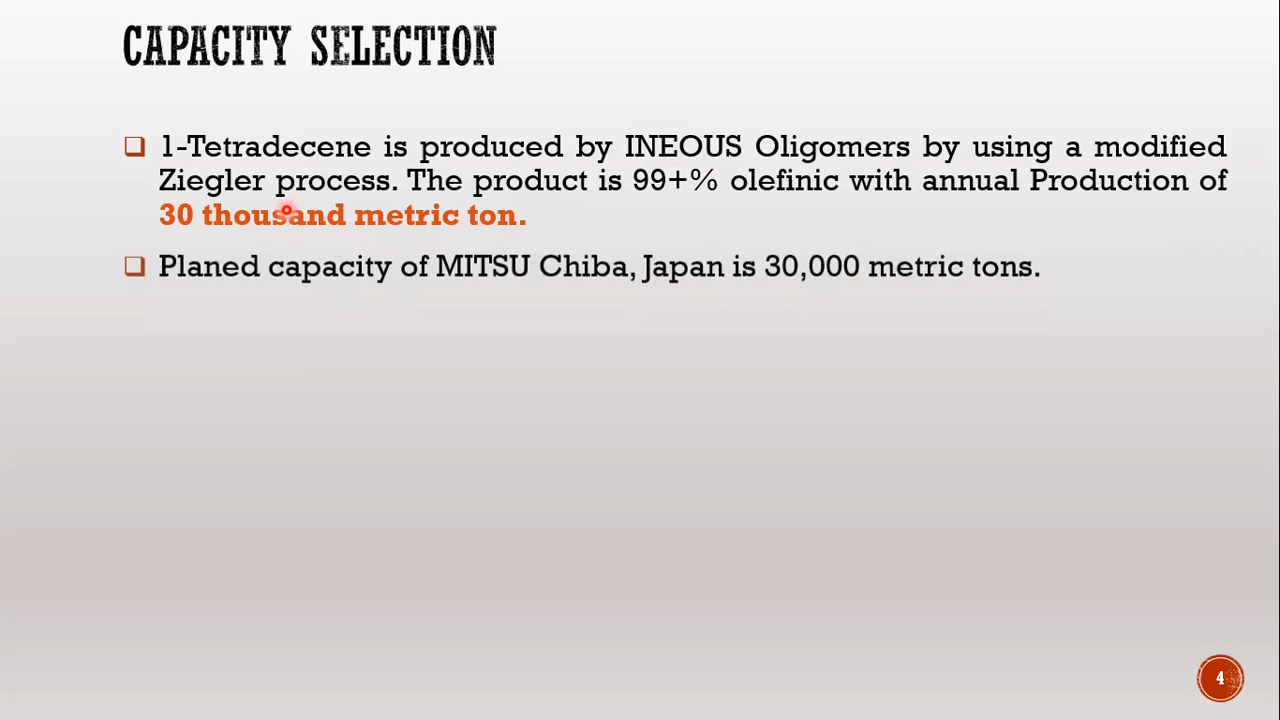 CAPACITY SELECTION
1-Tetradecene is produced by INEOUS Oligomers by using a modified
Ziegler process. The product is 99+% olefinic with annual Production of
30 thousand metric ton.
Planed capacity of MITSU Chiba, Japan is 30,000 metric tons.
4